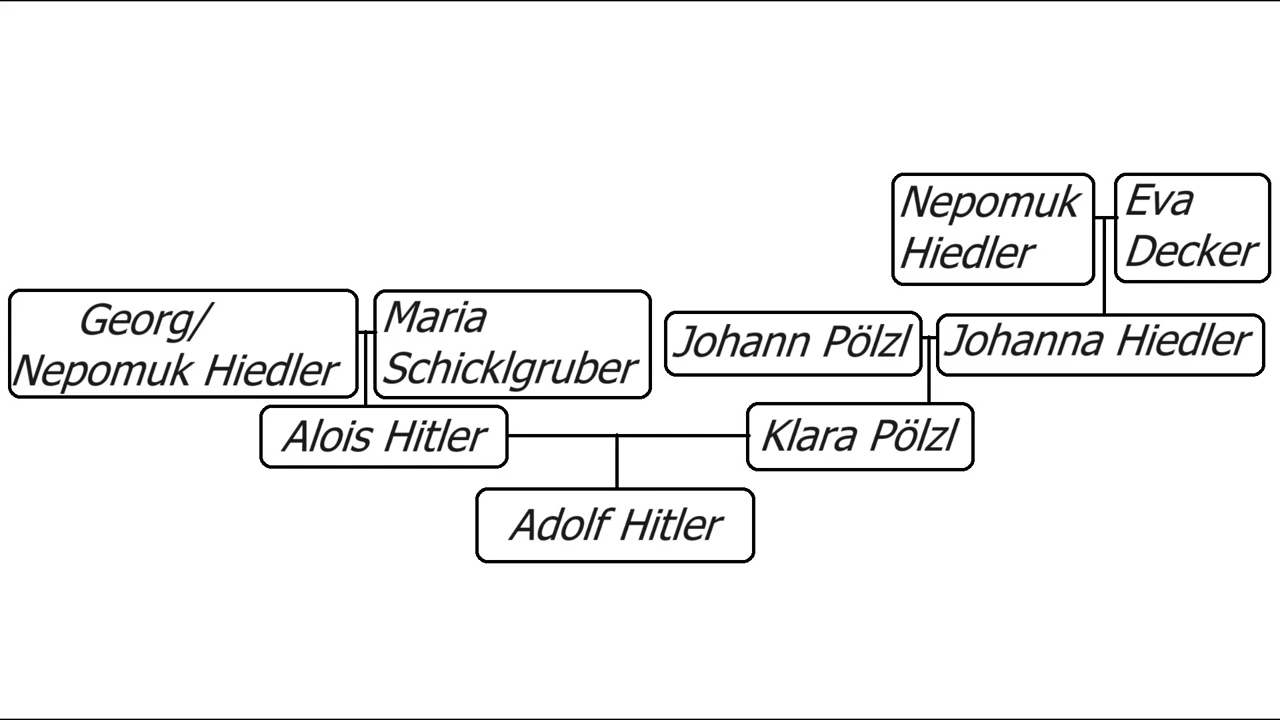 Nepomuk
Hiedler
Eva
Decker
Georg/
Nepomuk Hiedler
Maria
Schicklgruber
Johann Pölzl
Johanna Hiedler
Alois Hitler
Klara Pölzl
Adolf Hitler